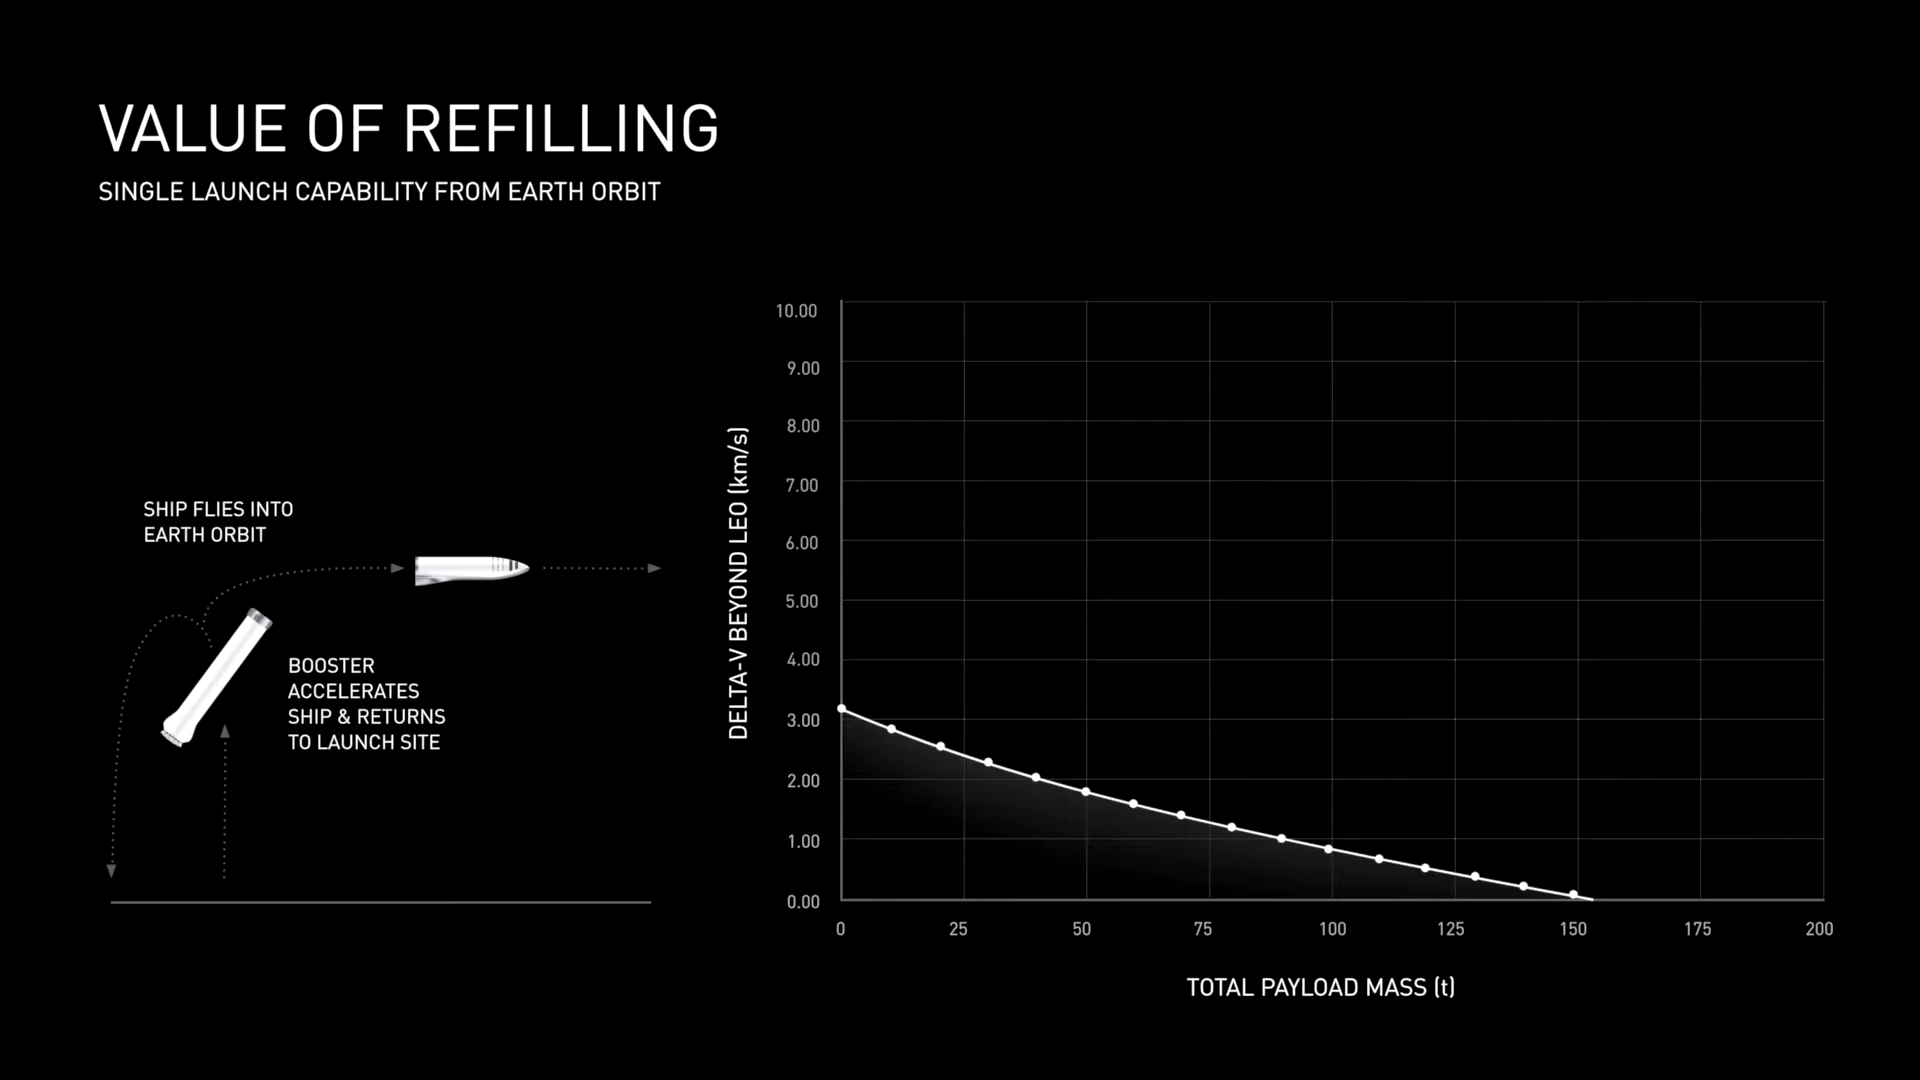 VALUE OF REFILLING
SINGLE LAUNCH CAPABILITY FROM EARTH ORBIT
SHIP FLIES INTO
EARTH ORBIT
BOOSTER
ACCELERATES
SHIP & RETURNS
TO LAUNCH SITE
DELTA-V BEYOND LEO (km/s)
10.00
9.00
8.00
7.00
6.00
5.00
4.00
3.00
2.00
1.00
0.00
0 25 50 75 100 125 150 175 200
TOTAL PAYLOAD MASS (t)